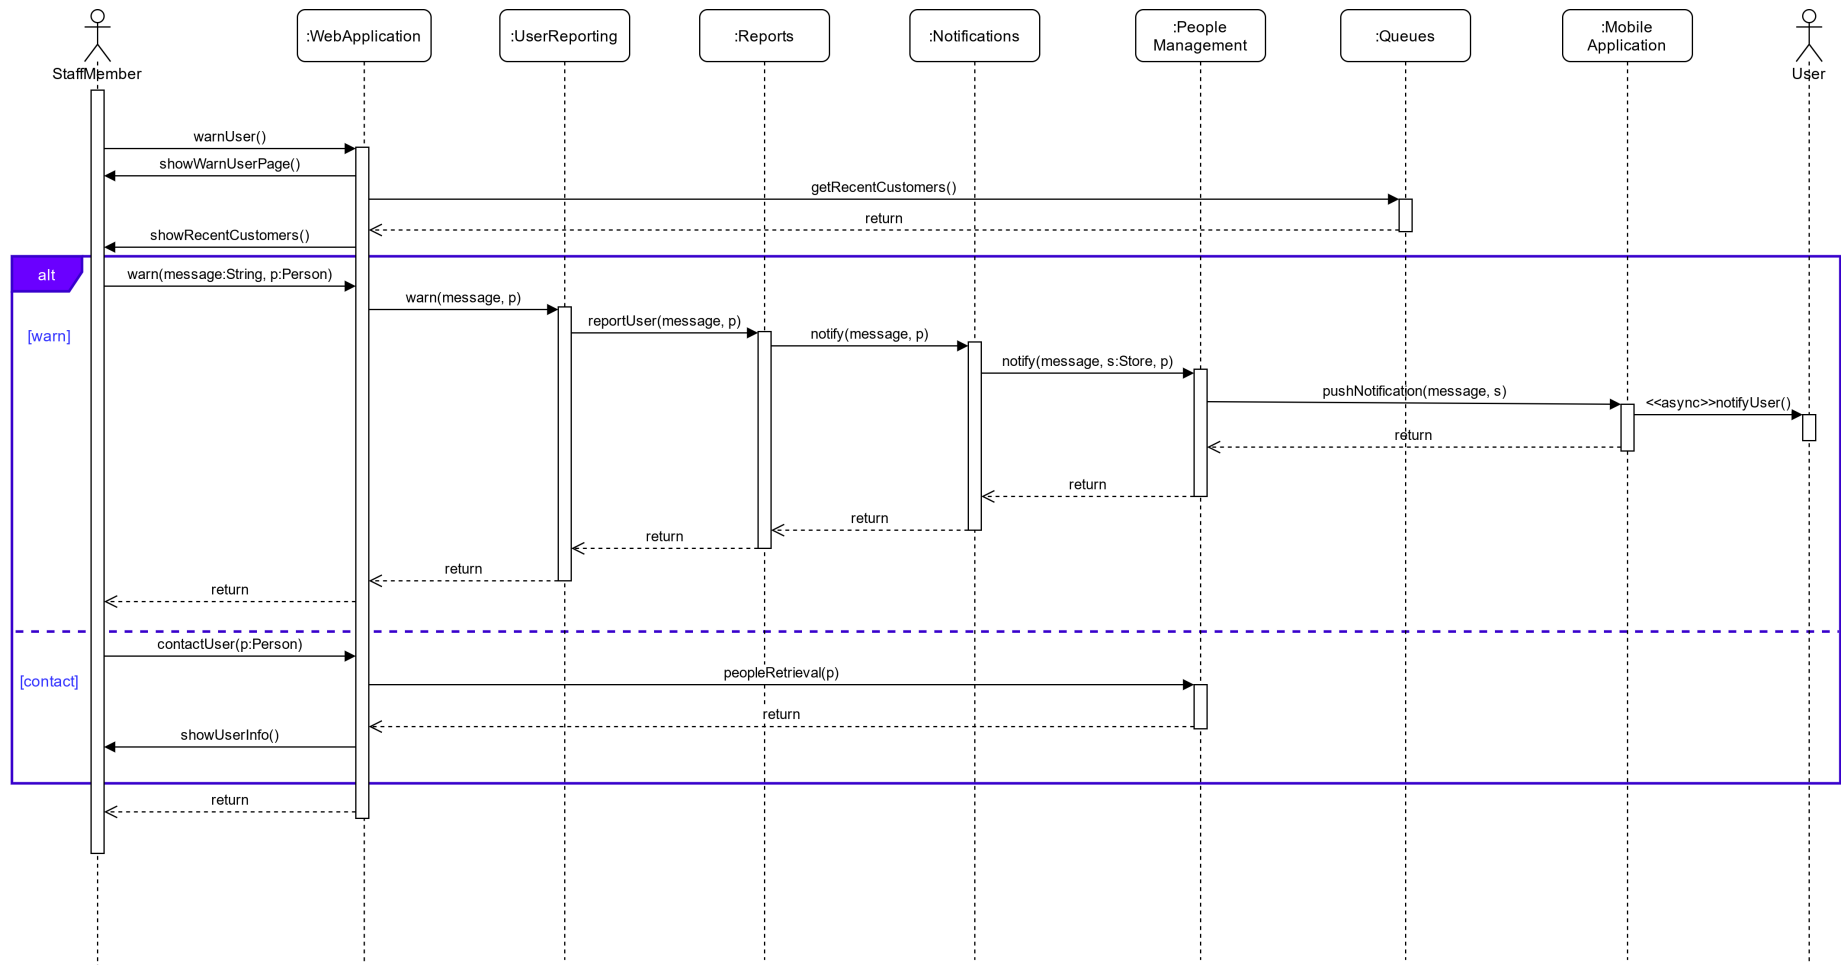 :WebApplication
:UserReporting
:Reports
:Notifications
:People
Management
:Queues
:Mobile
Application
StaffMember
User
warnUser()
showWarnUserPage()
getRecentCustomers()
return
showRecentCustomers()
alt
warn(message:String, p:Person)
warn(message, p)
reportUser(message, p)
[warn]
notify(message, p)
notify(message, s:Store, p)
pushNotification(message, s)
<<async>>notifyUser()
return
return
return
return
return
return
contactUser(p:Person)
peopleRetrieval(p)
[contact]
return
showUserInfo()
return